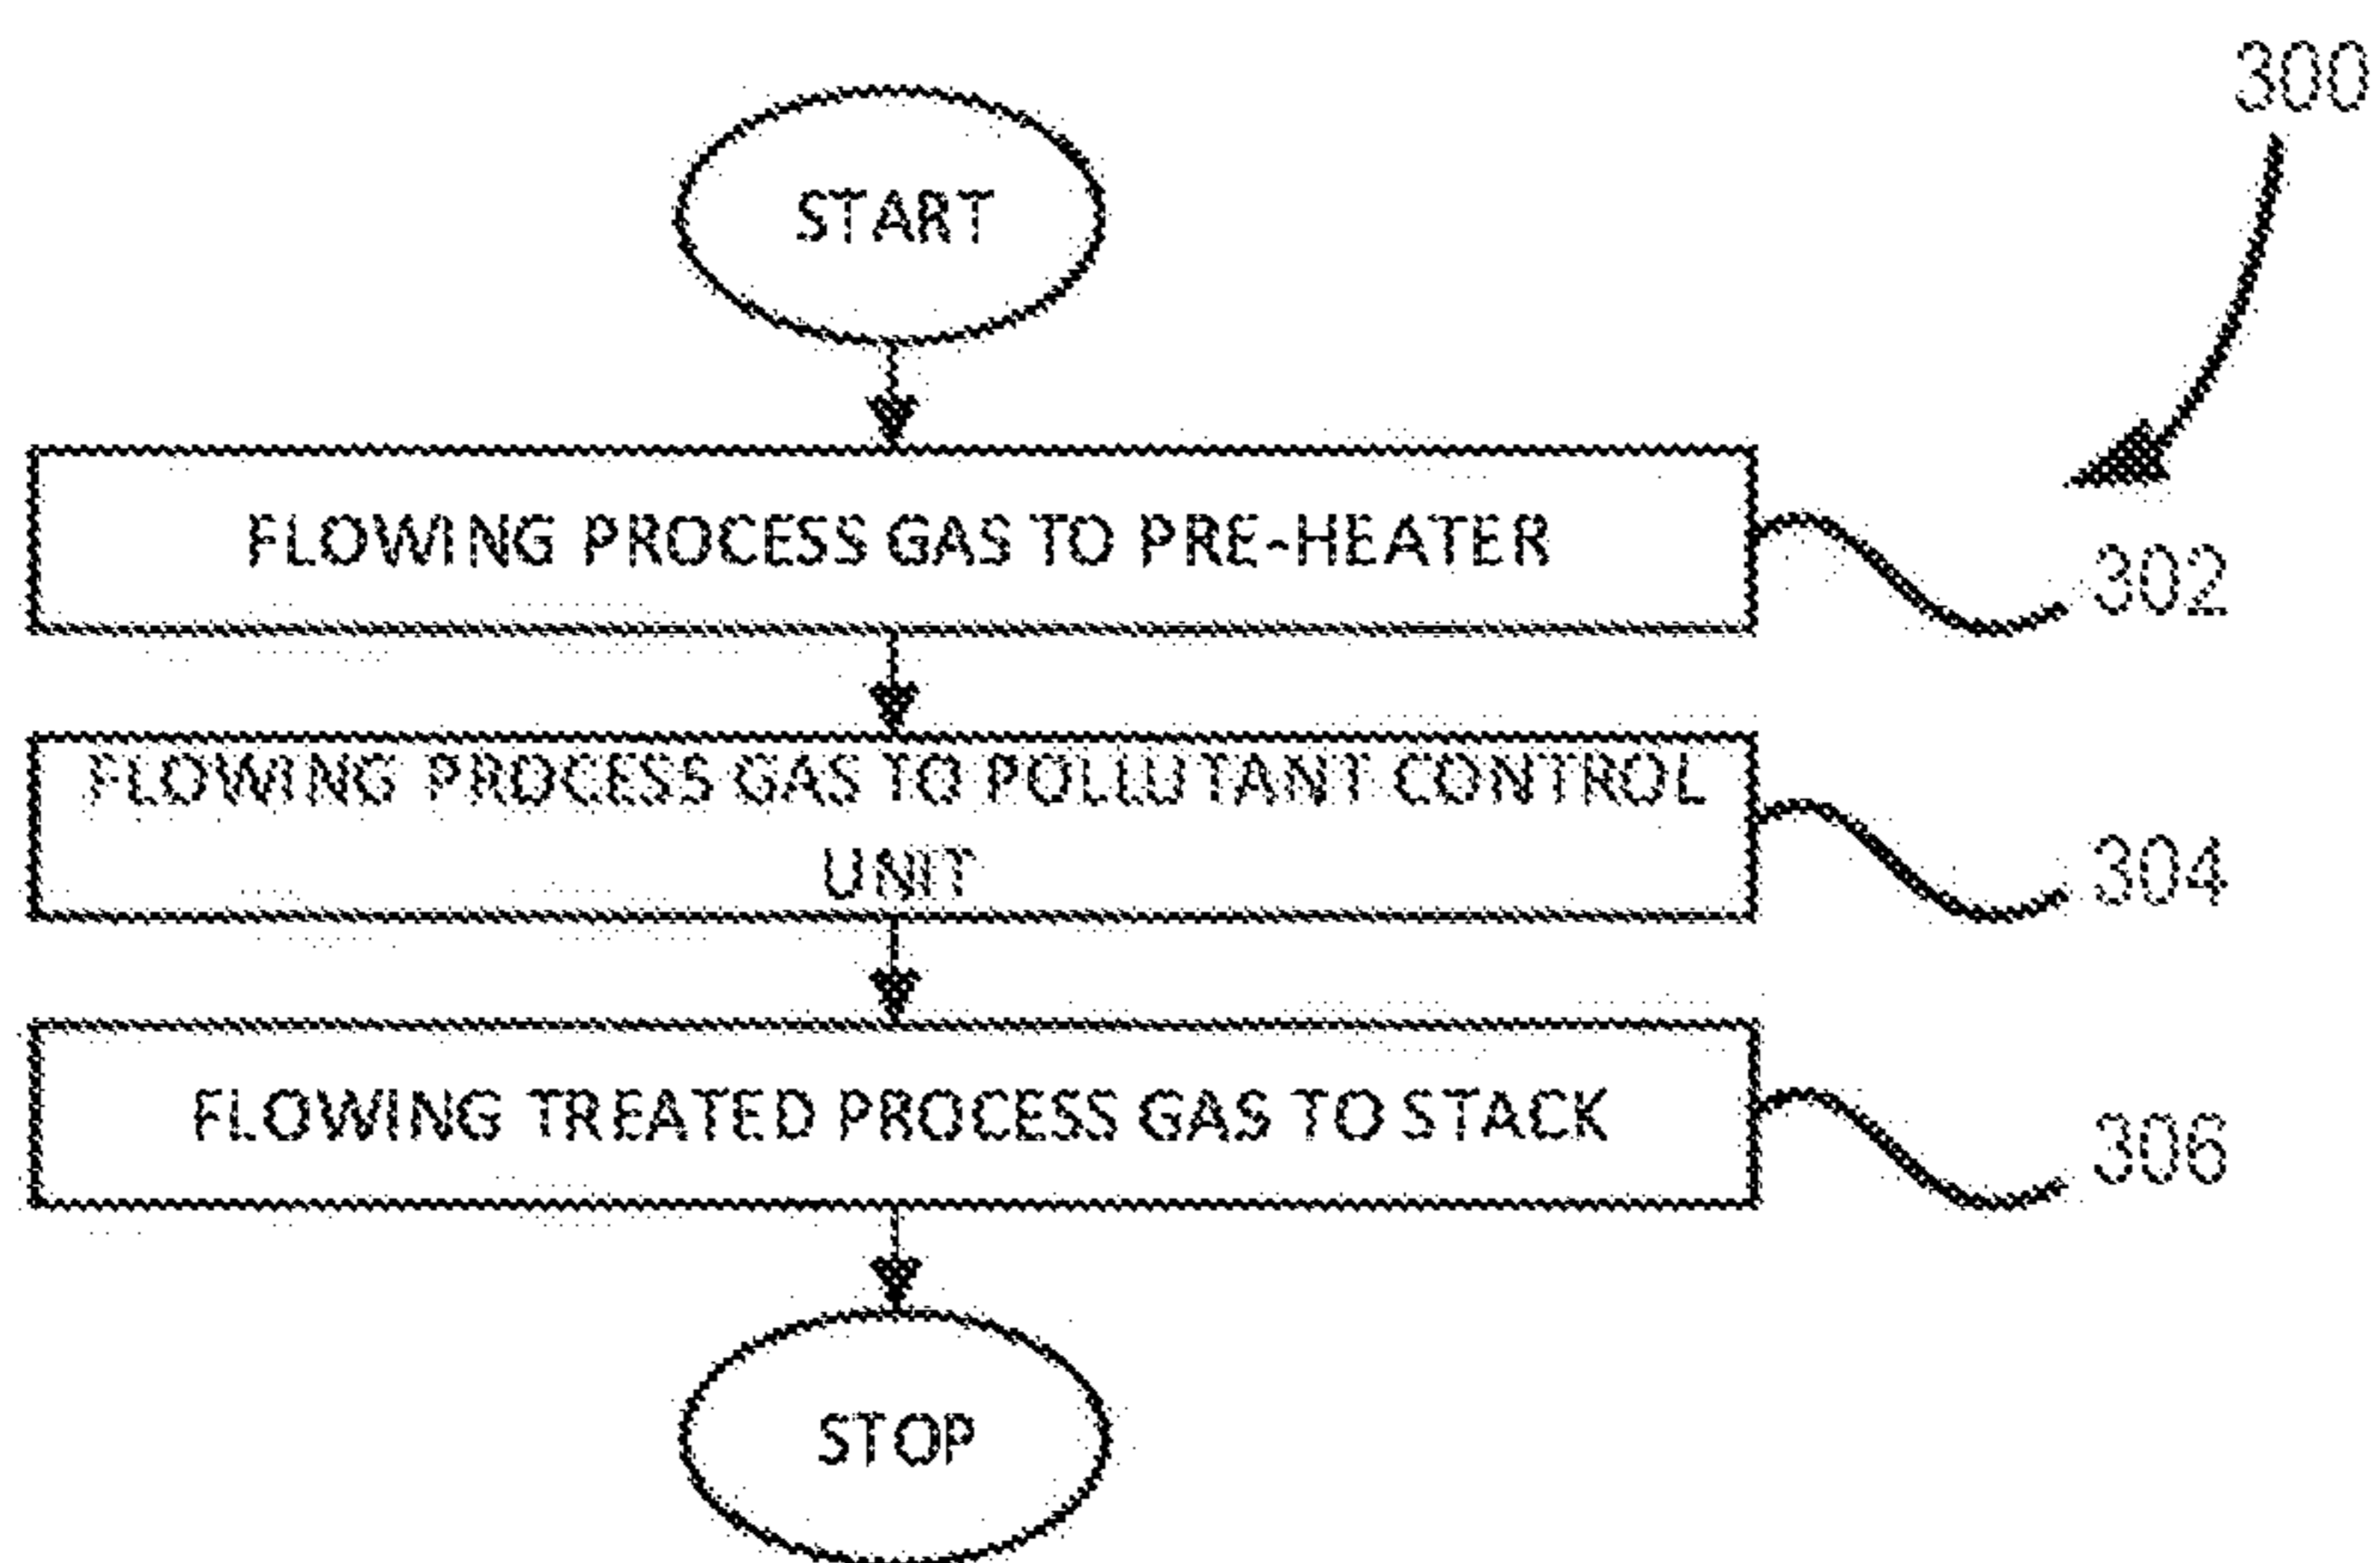 300
START
FLOWING PROCESS GAS TO PRE-HEATER
302
FLOWING PROCESS GAS TO POLLUTANT CONTROL
UNIT
304
FLOWING TREATED PROCESS GAS TO STACK
306
STOP